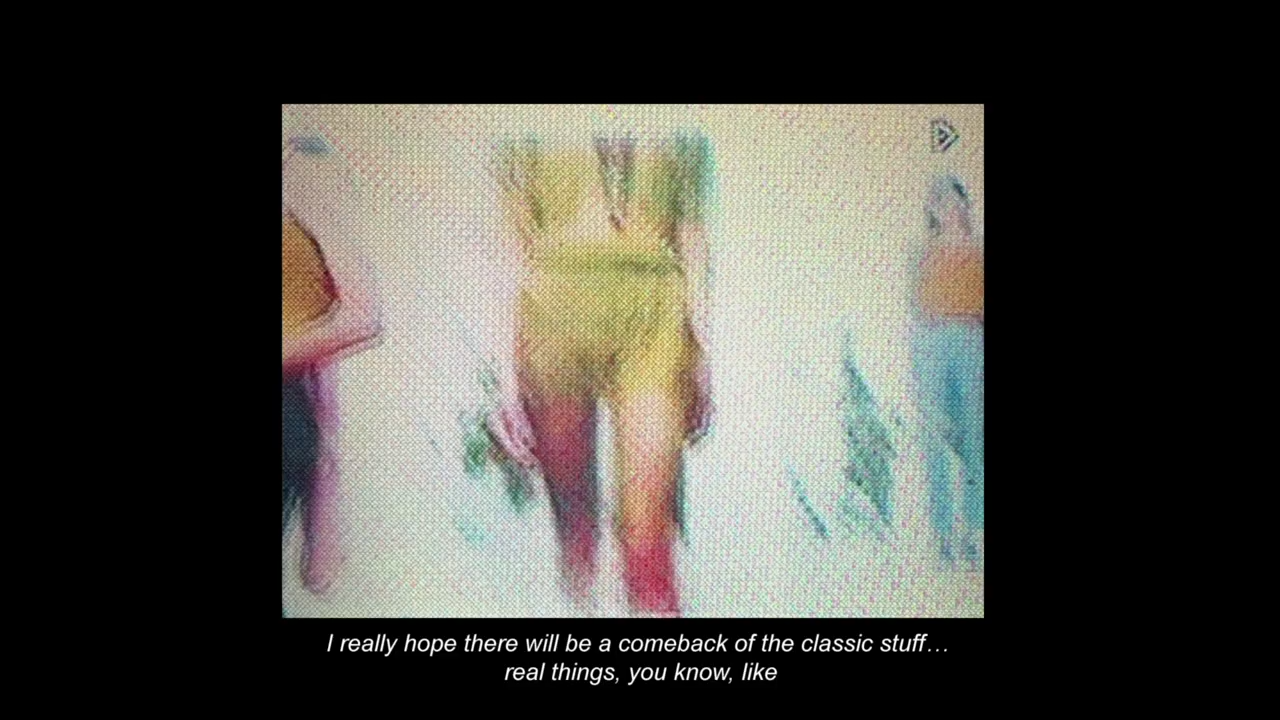 I really hope there will be a comeback of the classic stuff…
real things, you know, like